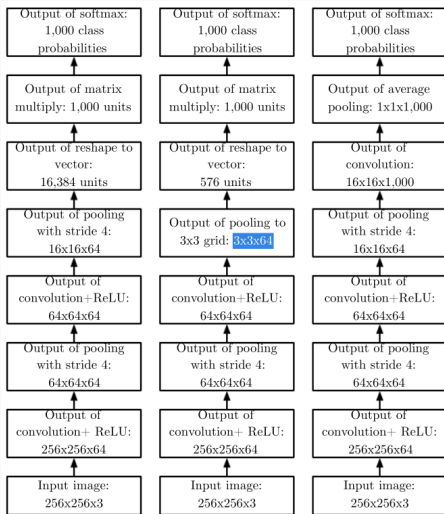 Output of softmax:
1,000 class
probabilities
Output of matrix
multiply: 1,000 units
Output of reshape to
vector:
16,384 units
Output of pooling
with stride 4:
16x16x64
Output of
convolution+ReLU:
64x64x64
Output of pooling
with stride 4:
64x64x64
Output of
convolution+ ReLU:
256x256x64
Input image:
256x256x3
Output of softmax:
1,000 class
probabilities
Output of matrix
multiply: 1,000 units
Output of reshape to
vector:
576 units
Output of pooling to
3x3 grid: 3x3x64
Output of
convolution+ReLU:
64x64x64
Output of pooling
with stride 4:
64x64x64
Output of
convolution+ ReLU:
256x256x64
Input image:
256x256x3
Output of softmax:
1,000 class
probabilities
Output of average
pooling: 1x1x1,000
Output of
convolution:
16x16x1,000
Output of pooling
with stride 4:
16x16x64
Output of
convolution+ReLU:
64x64x64
Output of pooling
with stride 4:
64x64x64
Output of
convolution+ ReLU:
256x256x64
Input image:
256x256x3